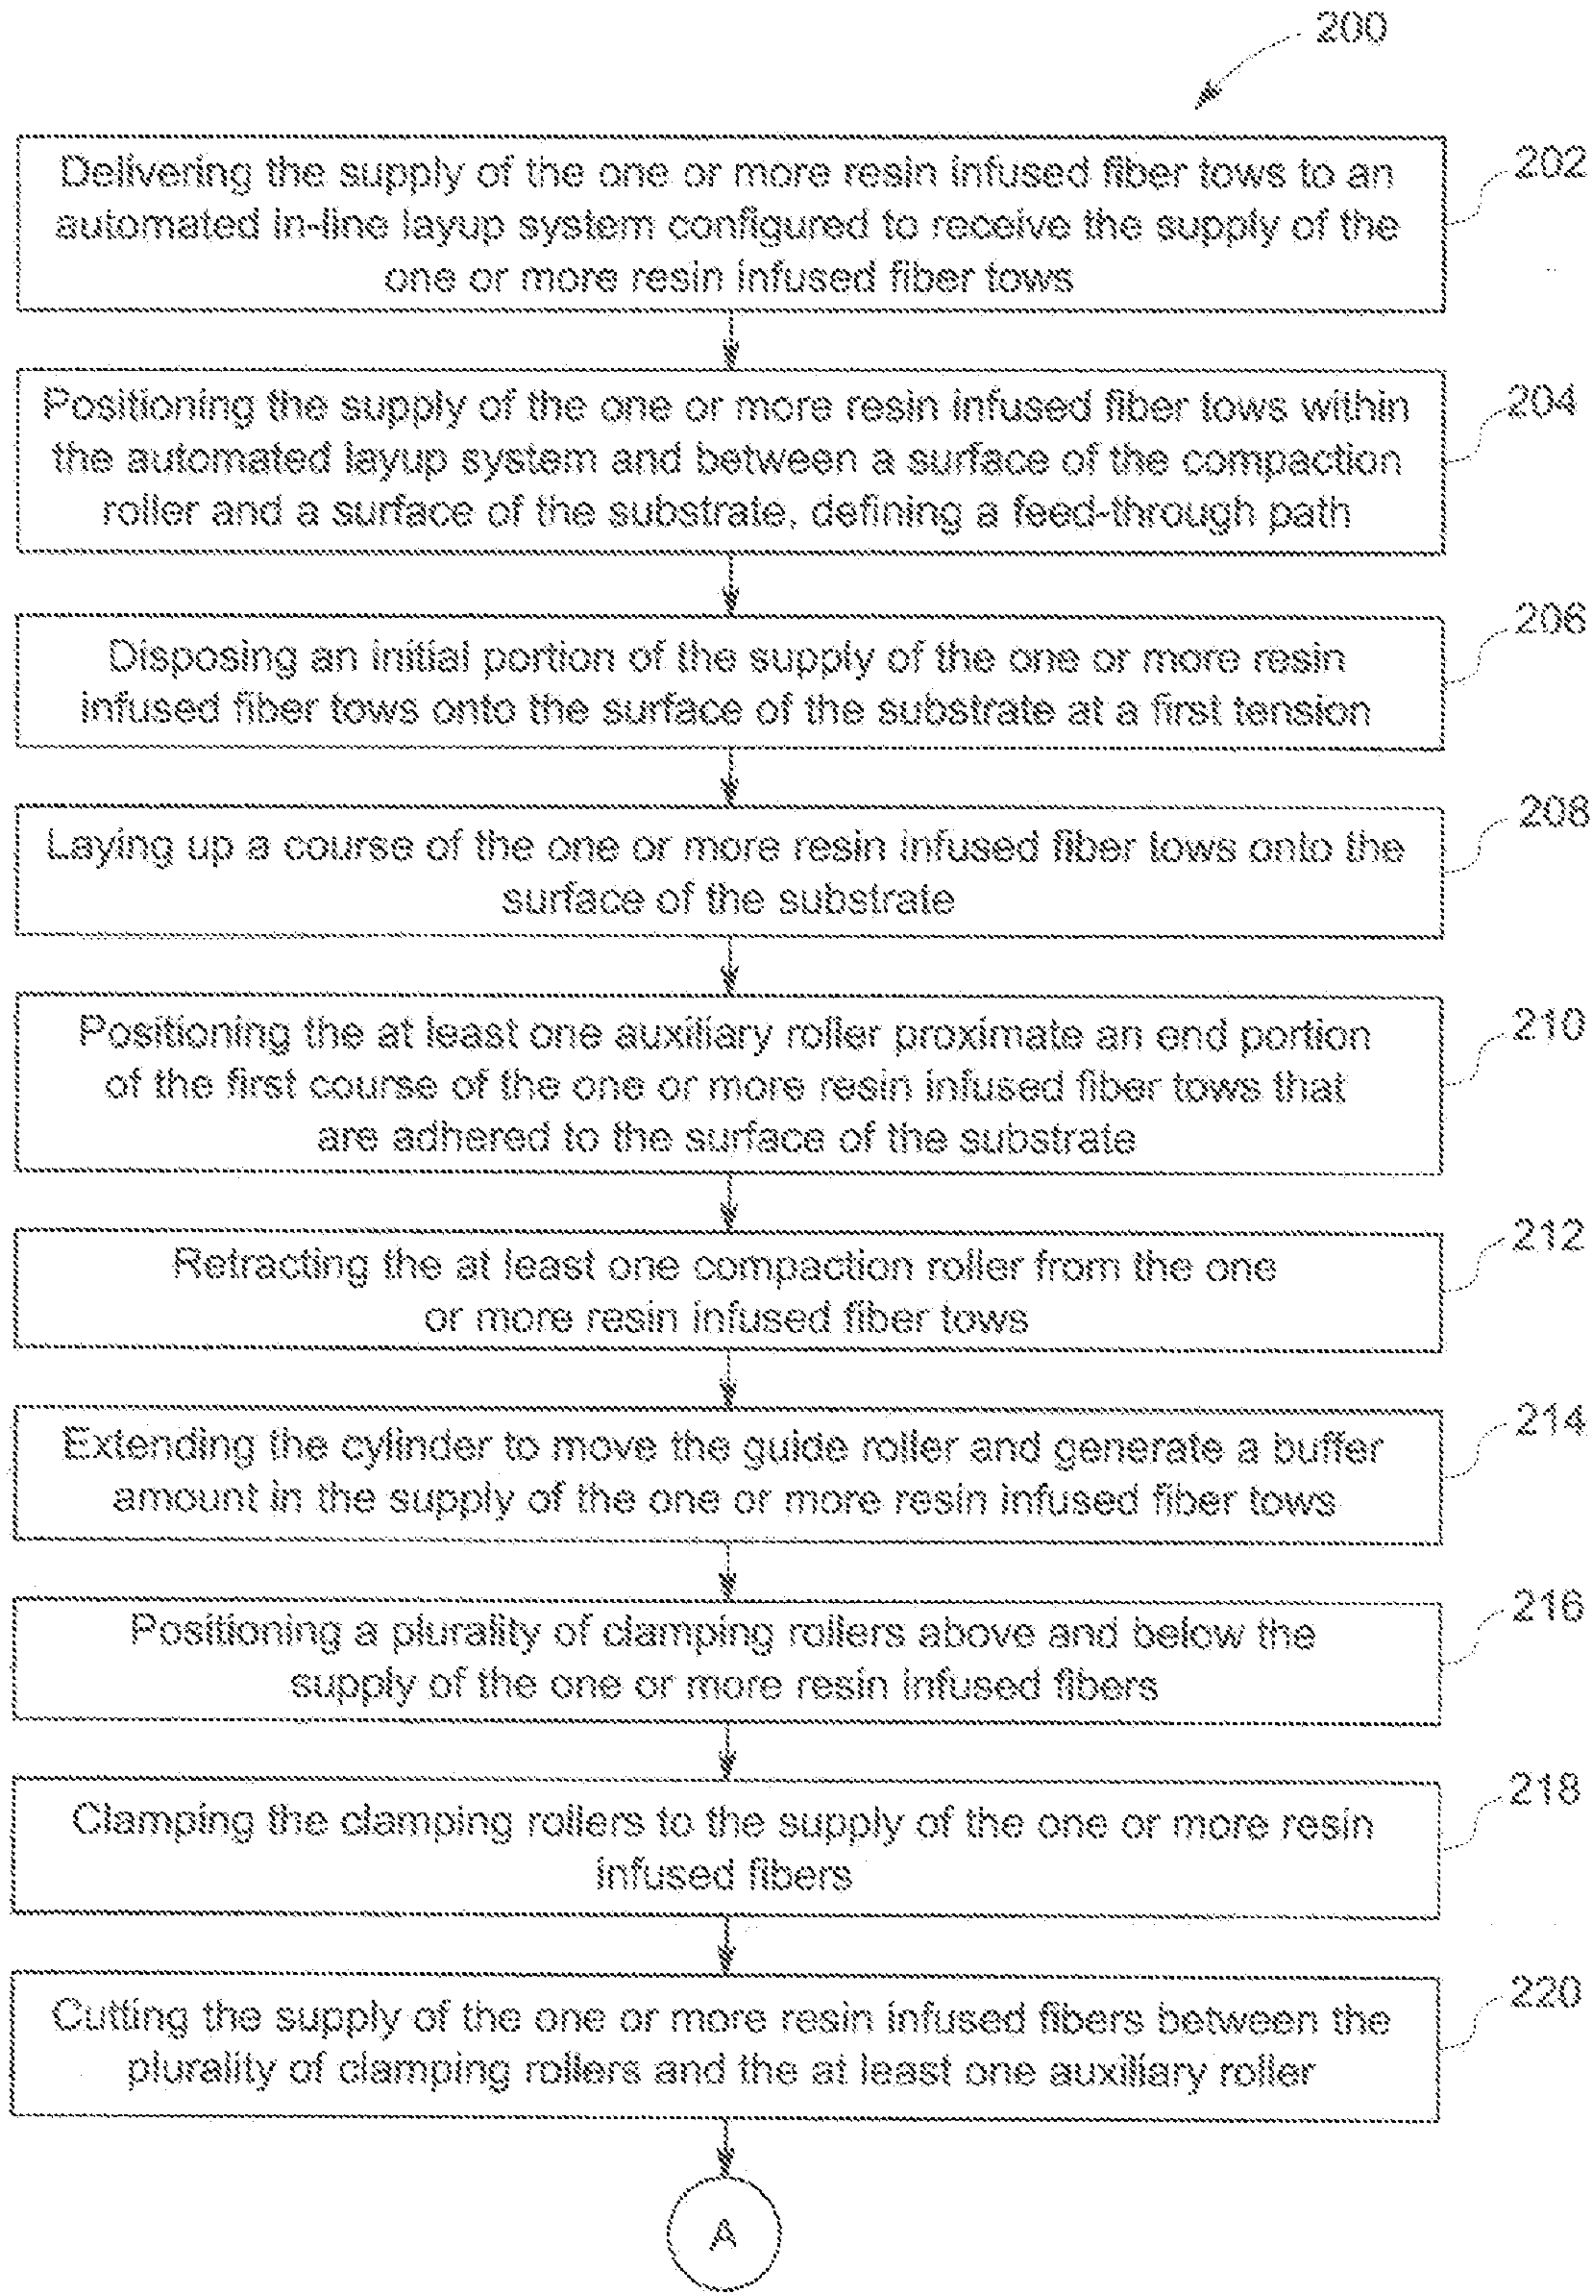 200
Delivering the supply of the one or more resin infused fiber tows to an
automated in-line layup system configured to receive the supply of the
one or more resin infused fiber tows
202
Positioning the supply of the one or more resin infused fiber tows within
the automated layup system and between a surface of the compaction
roller and a surface of the substrate, defining a feed-through path
204
Disposing an initial portion of the supply of the one or more resin
infused fiber tows onto the surface of the substrate at a first tension
206
Laying up a course of the one or more resin infused fiber tows onto the
surface of the substrate
208
Positioning the at least one auxiliary roller proximate an end portion
of the first course of the one or more resin infused fiber tows that
are adhered to the surface of the substrate
210
Retracting the at least one compaction roller from the one
or more resin infused fiber tows
212
Extending the cylinder to move the guide roller and generate a buffer
amount in the supply of the one or more resin infused fiber tows
214
Positioning a plurality of clamping rollers above and below the
supply of the one or more resin infused fibers
216
Clamping the clamping rollers to the supply of the one or more resin
infused fibers
218
Cutting the supply of the one or more resin infused fibers between the
plurality of clamping rollers and the at least one auxiliary roller
220
A